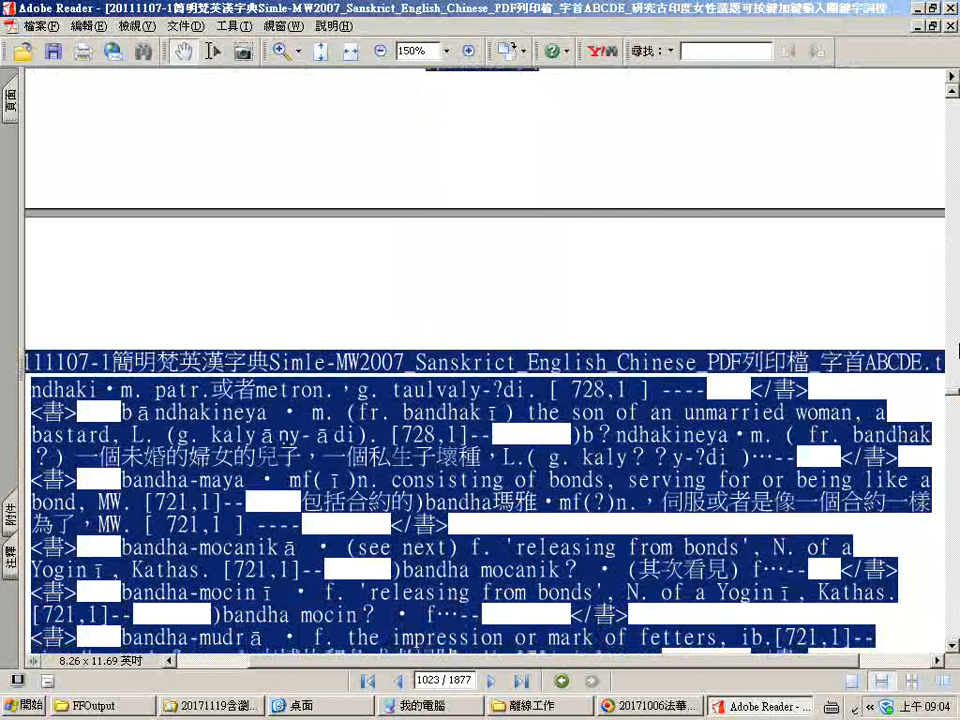 Adobe Reader - [20111107-1簡明梵英漢字典Simle-MW2007_Sanskrict_English_Chinese_PDF列印檔_字首ABCDE_研究古印度女性議題可按鍵加鍵輸入關鍵字詞搜...
檔案(F) 編輯(E) 檢視(V) 文件(D) 工具(T) 視窗(W) 說明(H)
150% 尋找:
頁面
附件
注釋
111107-1簡明梵英漢字典Simle-MW2007_Sanskrict_English_Chinese_PDF列印檔_字首ABCDE.t
ndhaki‧m. patr.或者metron.，g. taulvaly-?di. [ 728,1 ] ---- </書>
<書> bāndhakineya ‧ m. (fr. bandhakī) the son of an unmarried woman, a
bastard, L. (g. kalyāṇy-ādi). [728,1]-- )b?ndhakineya‧m. ( fr. bandhak
?) 一個未婚的婦女的兒子，一個私生子壞種，L.( g. kaly??y-?di )…-- </書>
<書> bandha-maya ‧ mf(ī)n. consisting of bonds, serving for or being like a
bond, MW. [721,1]-- 包括合約的)bandha瑪雅‧mf(?)n.，伺服或者是像一個合約一樣
為了，MW. [ 721,1 ] ---- </書>
<書> bandha-mocanikā ‧ (see next) f. 'releasing from bonds', N. of a
Yoginī, Kathas. [721,1]-- )bandha mocanik? ‧ (其次看見) f…-- </書>
<書> bandha-mocinī ‧ f. 'releasing from bonds', N. of a Yoginī, Kathas.
[721,1]-- )bandha mocin? ‧ f…-- </書>
<書> bandha-mudrā ‧ f. the impression or mark of fetters, ib.[721,1]--
8.26 x 11.69 英吋
1023 / 1877
開始 FFOutput 20171119含瀏... 桌面 我的電腦 離線工作 20171006法華... Adobe Reader - ... 上午 09:04